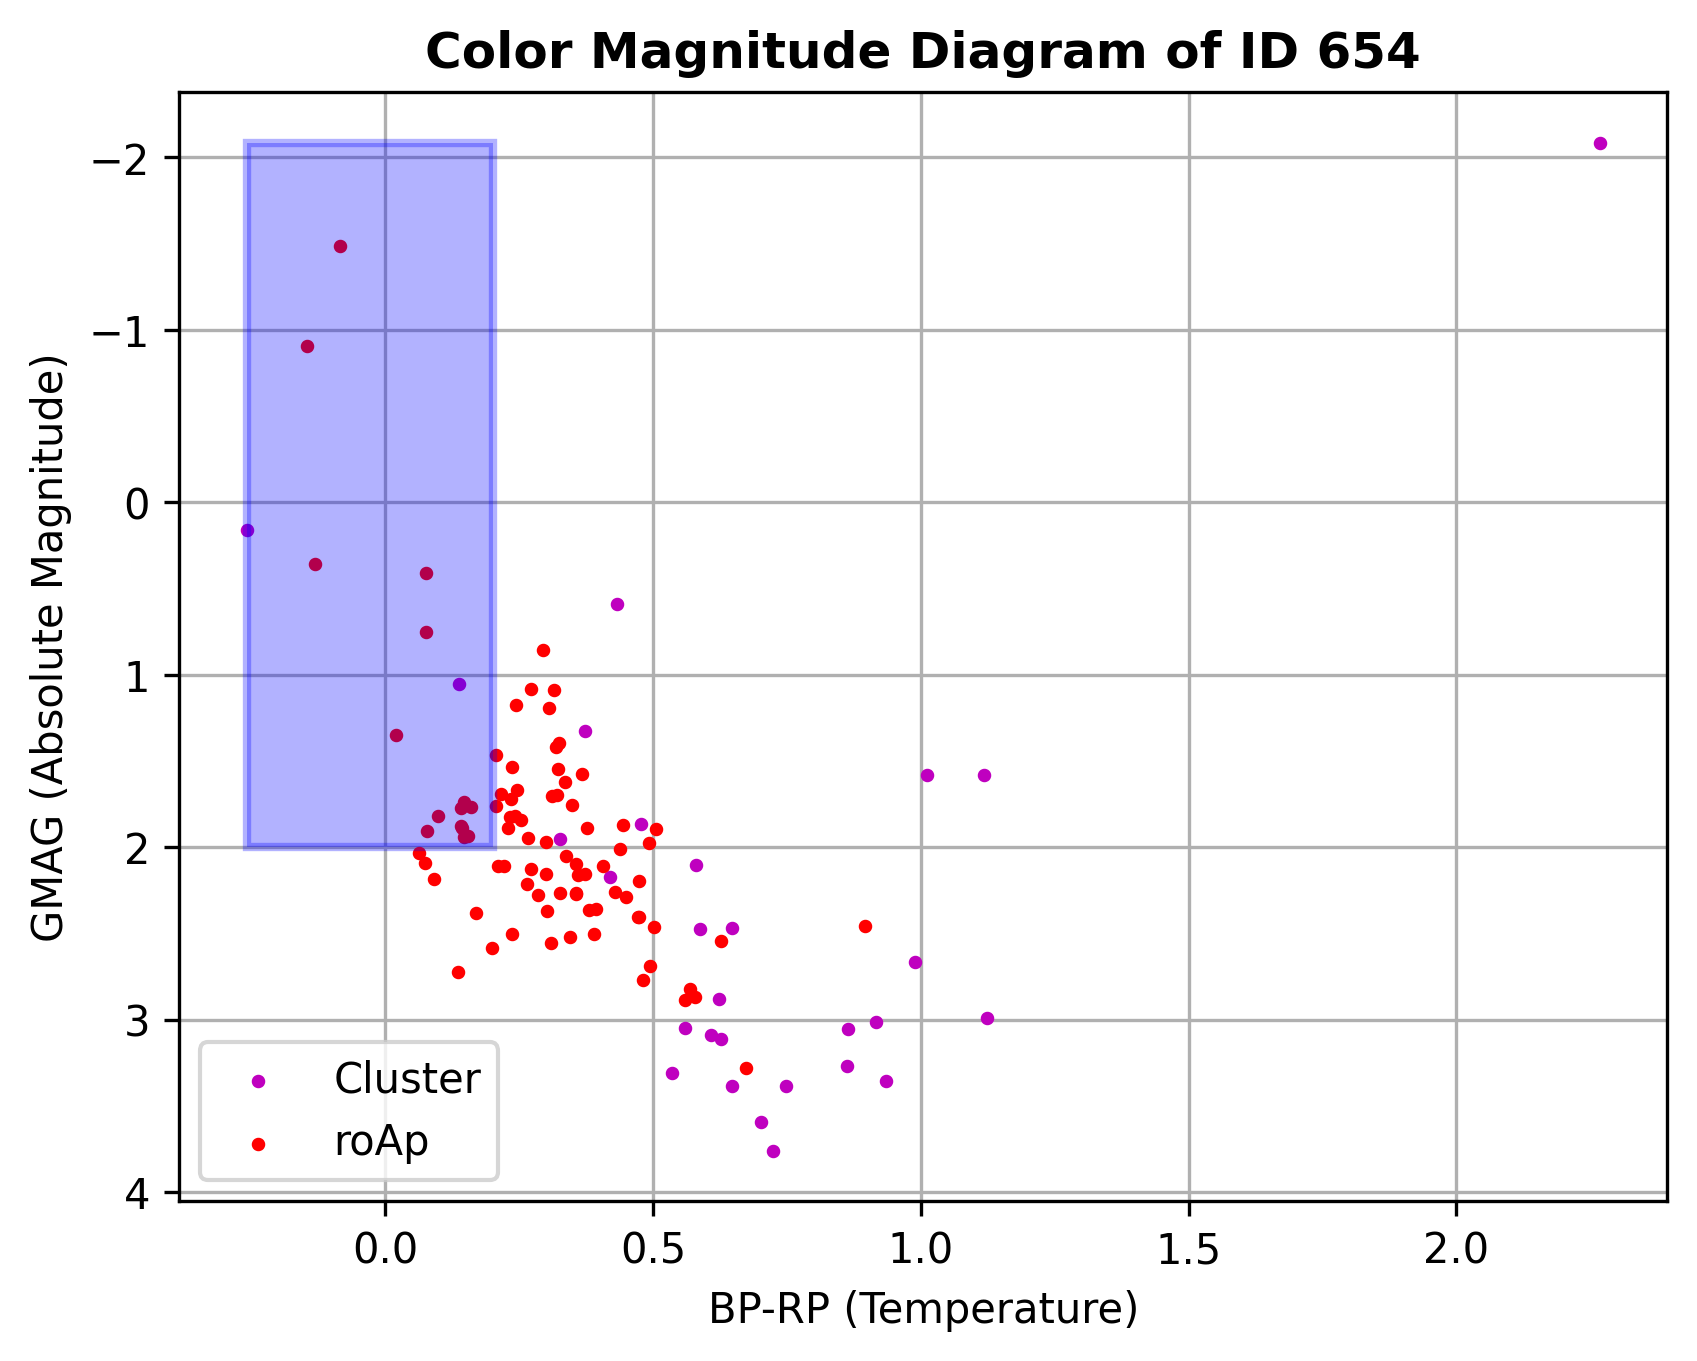 Color Magnitude Diagram of ID 654
GMAG (Absolute Magnitude)
−2
−1
0
1
2
3
4
Cluster
roAp
0.0 0.5 1.0 1.5 2.0
BP-RP (Temperature)